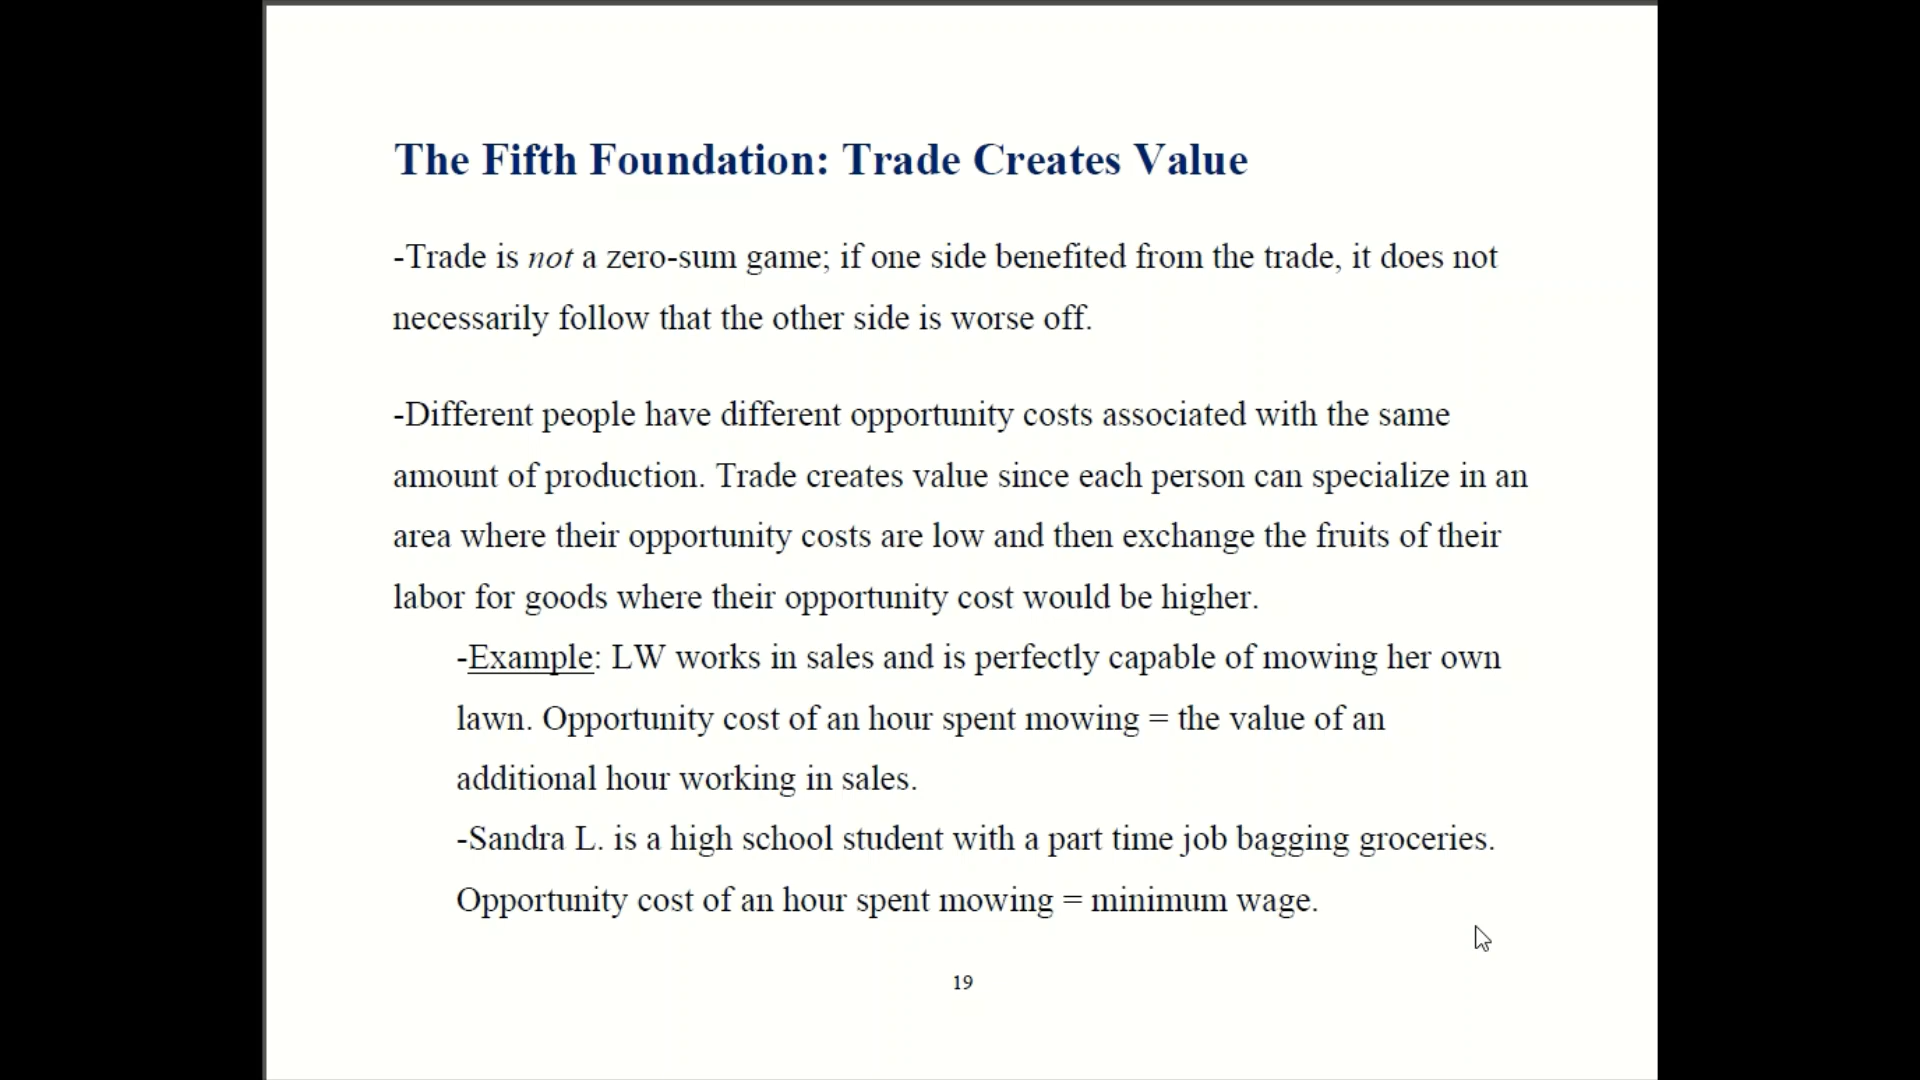 The Fifth Foundation: Trade Creates Value
-Trade is not a zero-sum game; if one side benefited from the trade, it does not
necessarily follow that the other side is worse off.
-Different people have different opportunity costs associated with the same
amount of production. Trade creates value since each person can specialize in an
area where their opportunity costs are low and then exchange the fruits of their
labor for goods where their opportunity cost would be higher.
-Example: LW works in sales and is perfectly capable of mowing her own
lawn. Opportunity cost of an hour spent mowing = the value of an
additional hour working in sales.
-Sandra L. is a high school student with a part time job bagging groceries.
Opportunity cost of an hour spent mowing = minimum wage.
19